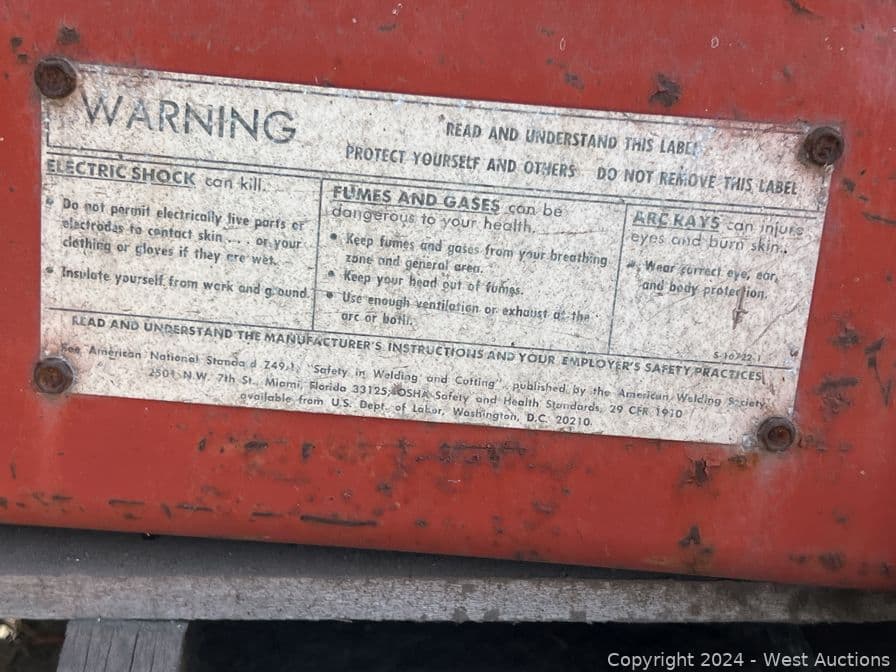 WARNING
READ AND UNDERSTAND THIS LABEL
PROTECT YOURSELF AND OTHERS DO NOT REMOVE THIS LABEL
ELECTRIC SHOCK can kill.
• Do not permit electrically live parts or
electrodes to contact skin ... or your
clothing or gloves if they are wet.
• Insulate yourself from work and ground.
FUMES AND GASES can be
dangerous to your health.
• Keep fumes and gases from your breathing
zone and general area.
• Keep your head out of fumes.
• Use enough ventilation or exhaust at the
arc or both.
ARC RAYS can injure
eyes and burn skin.
• Wear correct eye, ear,
and body protection.
S-16722-1
READ AND UNDERSTAND THE MANUFACTURER'S INSTRUCTIONS AND YOUR EMPLOYER'S SAFETY PRACTICES.
See American National Standard Z49.1, "Safety in Welding and Cutting" published by the American Welding Society,
2501 N.W. 7th St., Miami, Florida 33125; OSHA Safety and Health Standards, 29 CFR 1910
available from U.S. Dept. of Labor, Washington, D.C. 20210.
Copyright 2024 - West Auctions